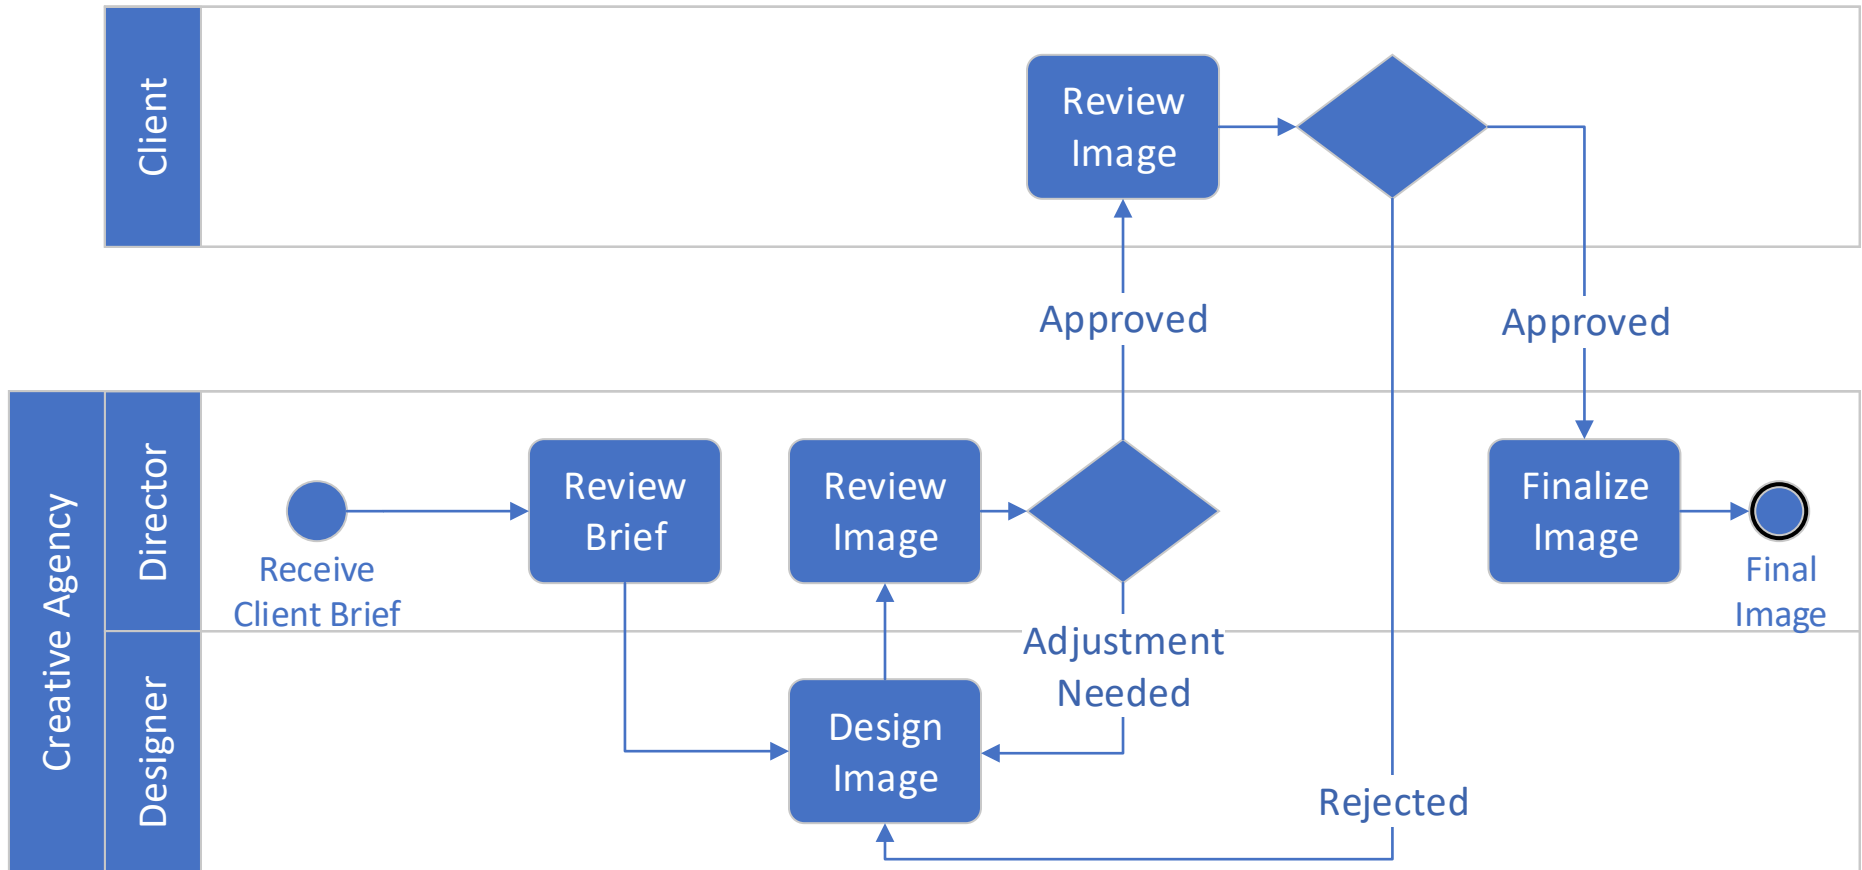 Client
Review
Image
Approved
Approved
Creative Agency
Director
Receive
Client Brief
Review
Brief
Review
Image
Finalize
Image
Final
Image
Adjustment
Needed
Designer
Design
Image
Rejected